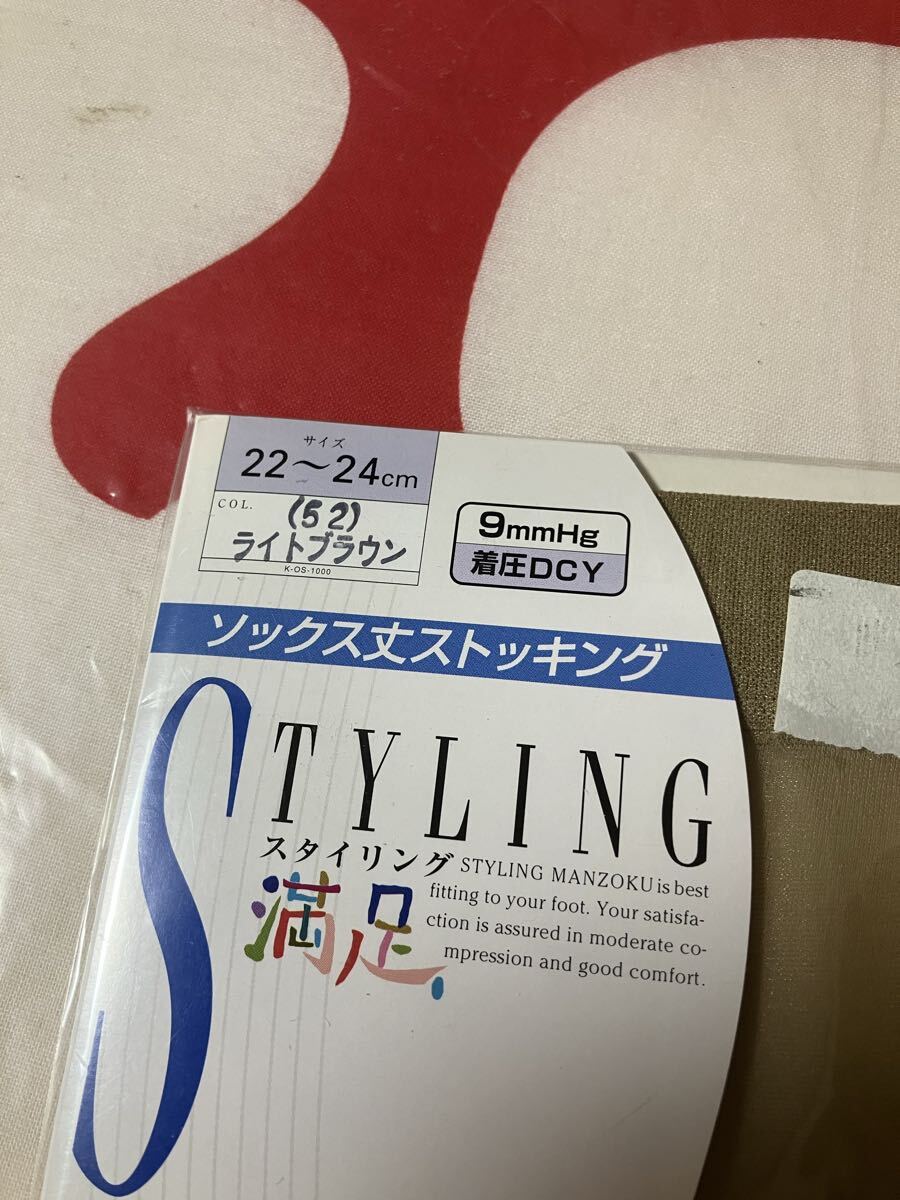 サイズ
22～24cm
COL.
(52)
ライトブラウン
K-OS-1000
9mmHg
着圧DCY
ソックス丈ストッキング
STYLING
スタイリング
満足。
STYLING MANZOKU is best
fitting to your foot. Your satisfa-
ction is assured in moderate co-
mpression and good comfort.